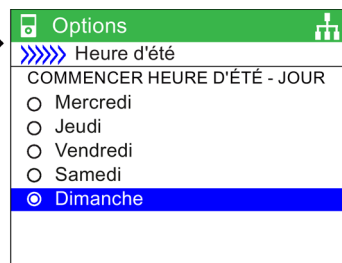 Options
Heure d'été
COMMENCER HEURE D'ÉTÉ - JOUR
Mercredi
Jeudi
Vendredi
Samedi
Dimanche